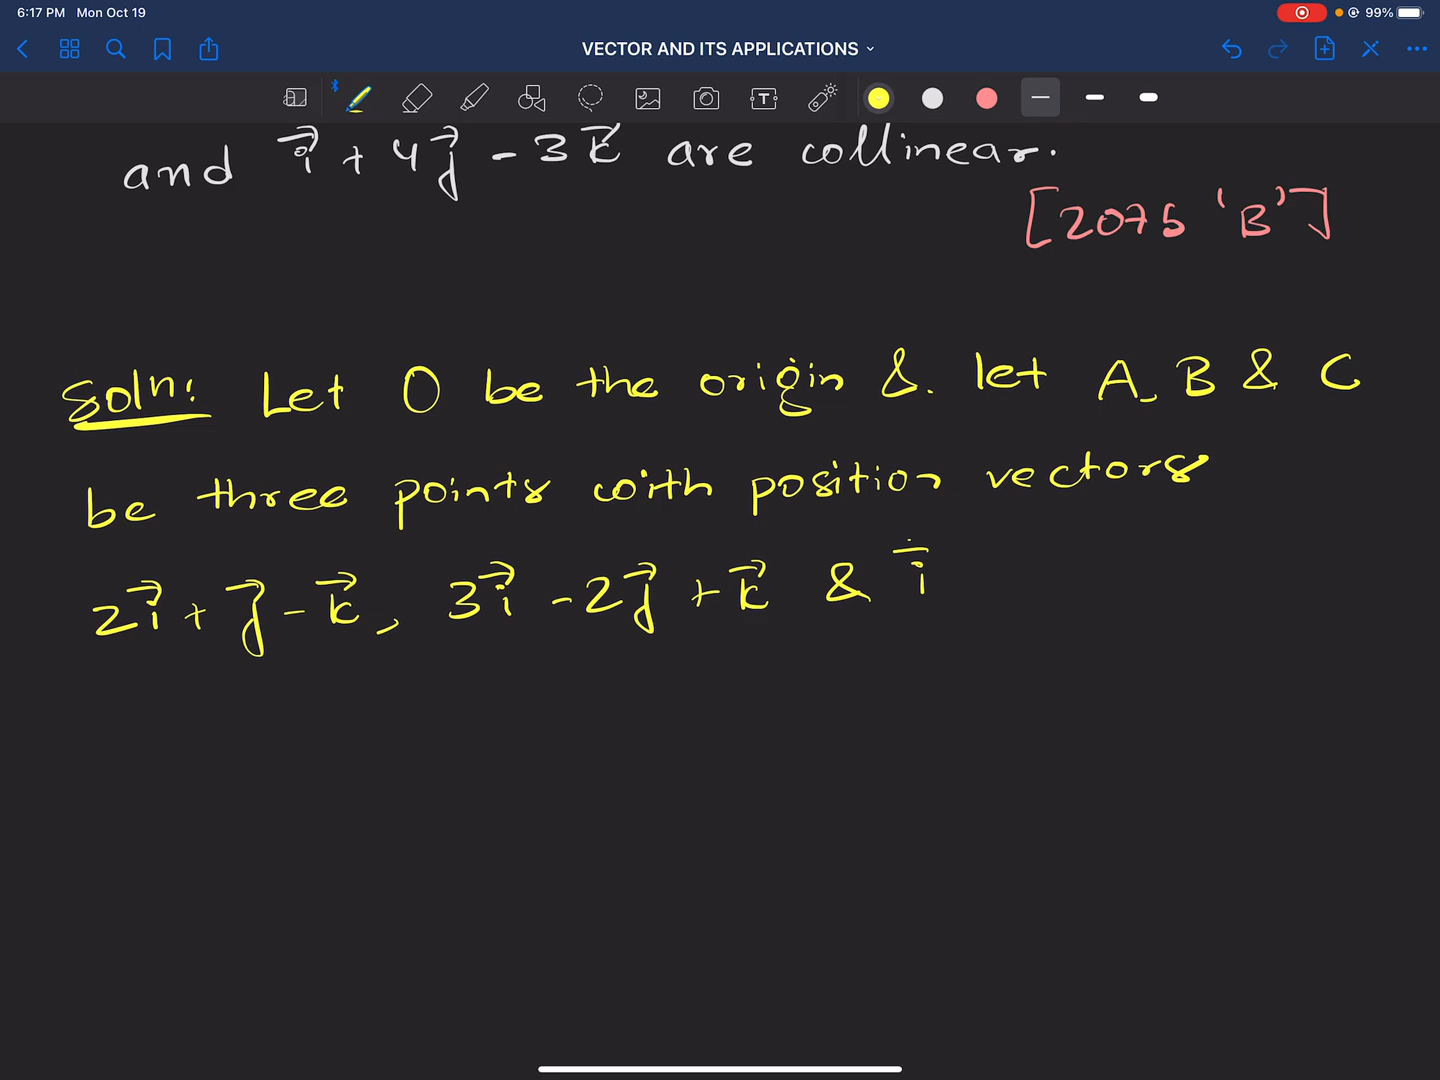 6:17 PM Mon Oct 19
99%
VECTOR AND ITS APPLICATIONS
T
and i⃗ + 4j⃗ - 3k⃗ are collinear.
[2075 'B']
Soln: Let O be the origin &. let A, B & C
be three points with position vectors
2i⃗ + j⃗ - k⃗, 3i⃗ - 2j⃗ + k⃗ & i⃗